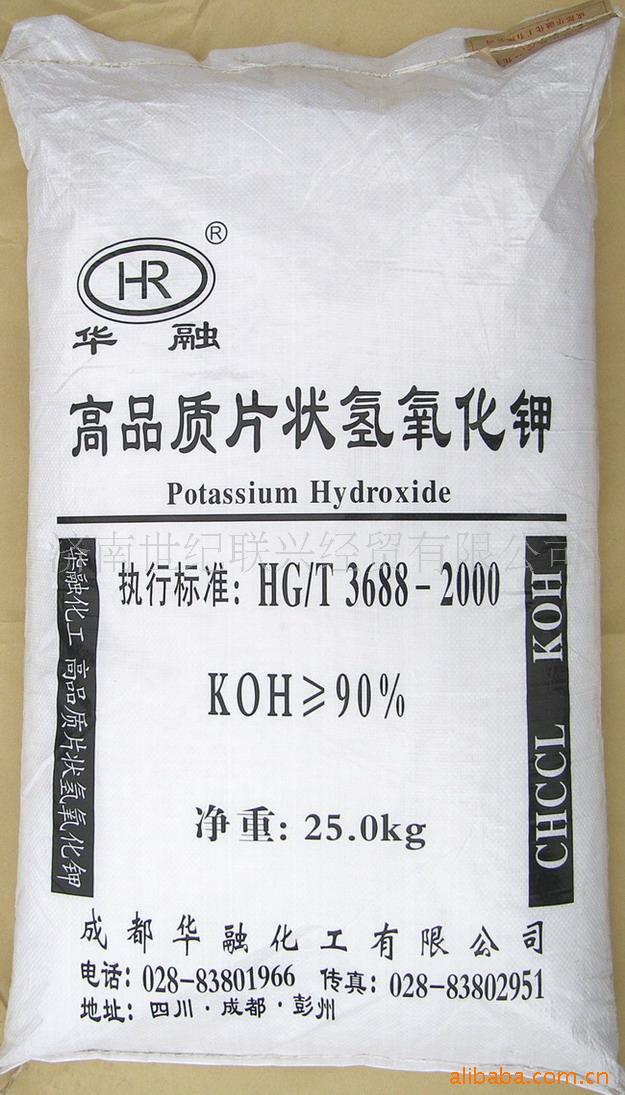 HR®
华融
高品质片状氢氧化钾
Potassium Hydroxide
济南世纪联兴经贸有限公司
执行标准: HG/T 3688-2000
KOH≥90%
净重: 25.0kg
华融化工 高品质片状氢氧化钾
CHCCL KOH
成都华融化工有限公司
电话: 028-83801966 传真: 028-83802951
地址: 四川·成都·彭州
alibaba.com.cn